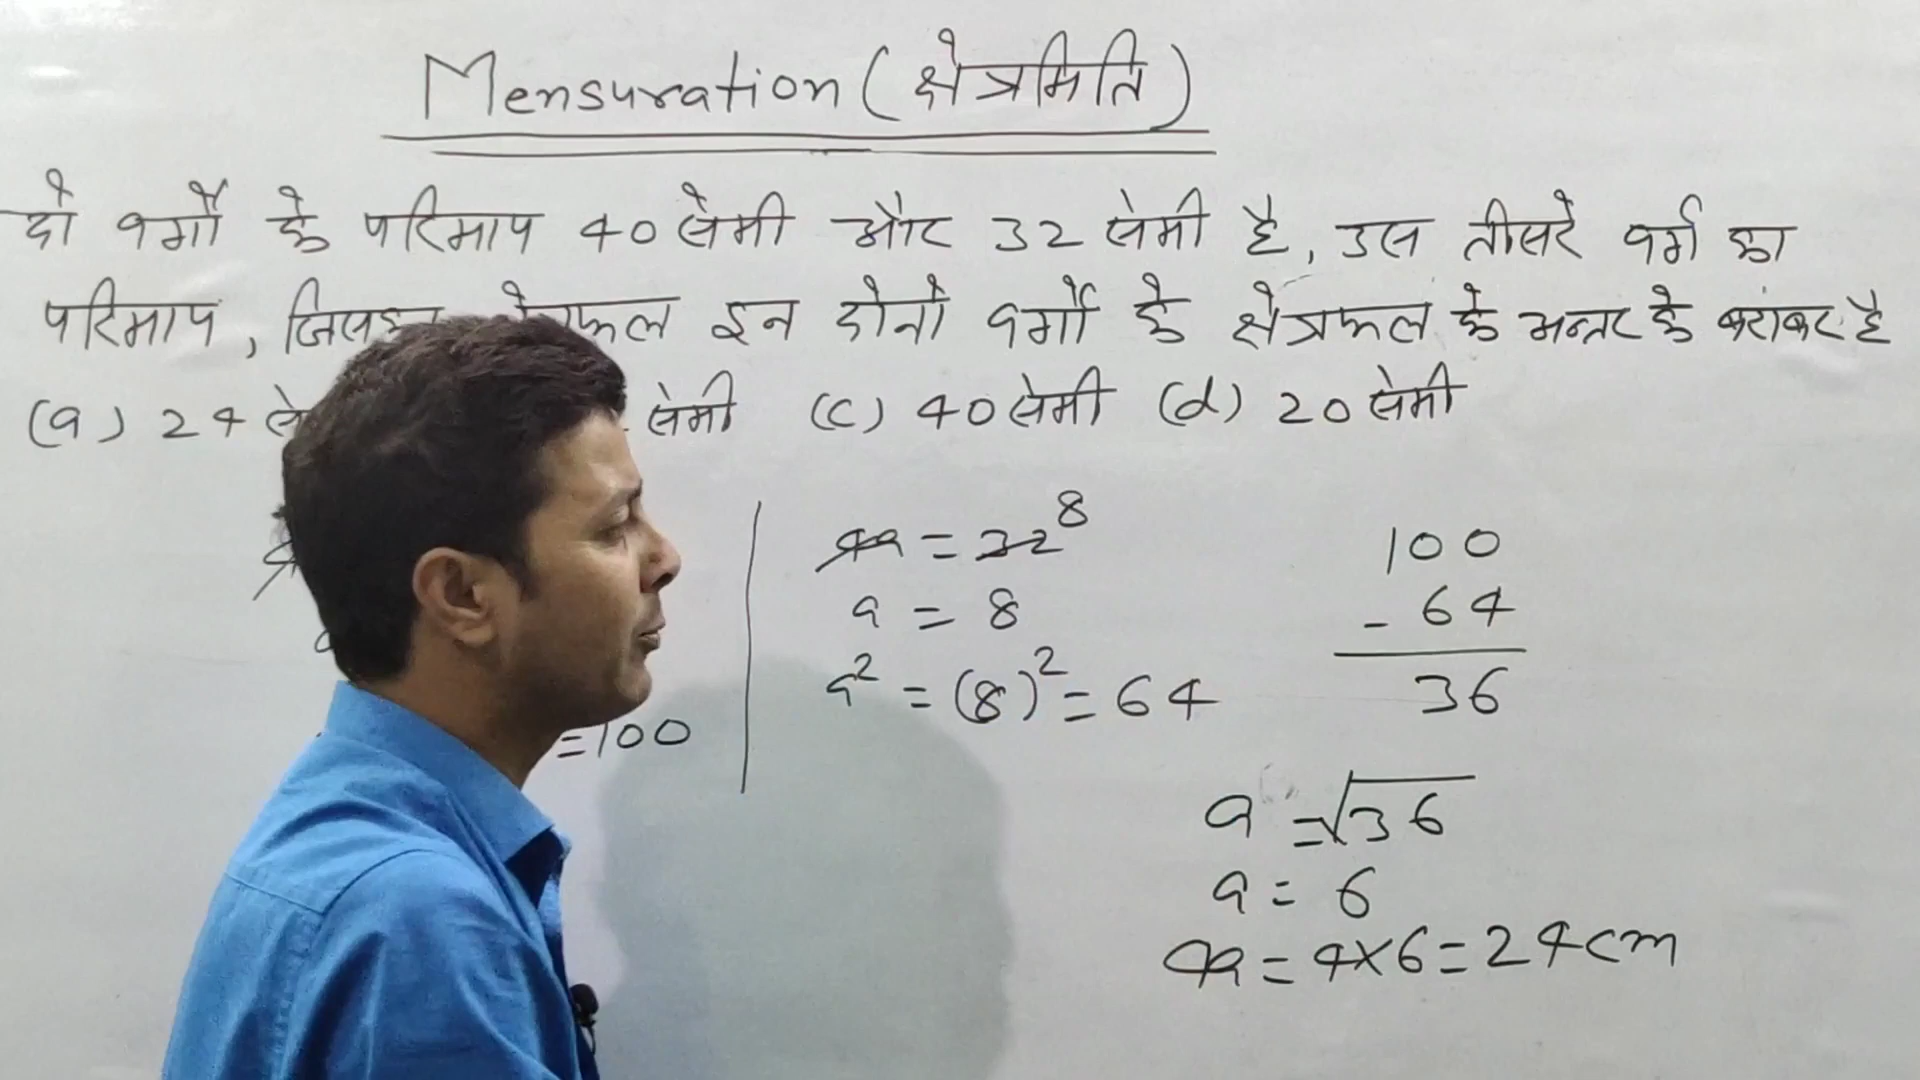 Mensuration (क्षेत्रमिति)
दो वर्गों के परिमाप 40 सेमी और 32 सेमी है, उस तीसरे वर्ग का
परिमाप, इन दोनों वर्गों के क्षेत्रफल के अन्तर के बराबर है
(a) 24 सेमी (c) 40 सेमी (d) 20 सेमी
=100
4a = 32 8
a = 8
a² = (8)² = 64
100
- 64
36
a = √36
a = 6
4a = 4×6 = 24cm